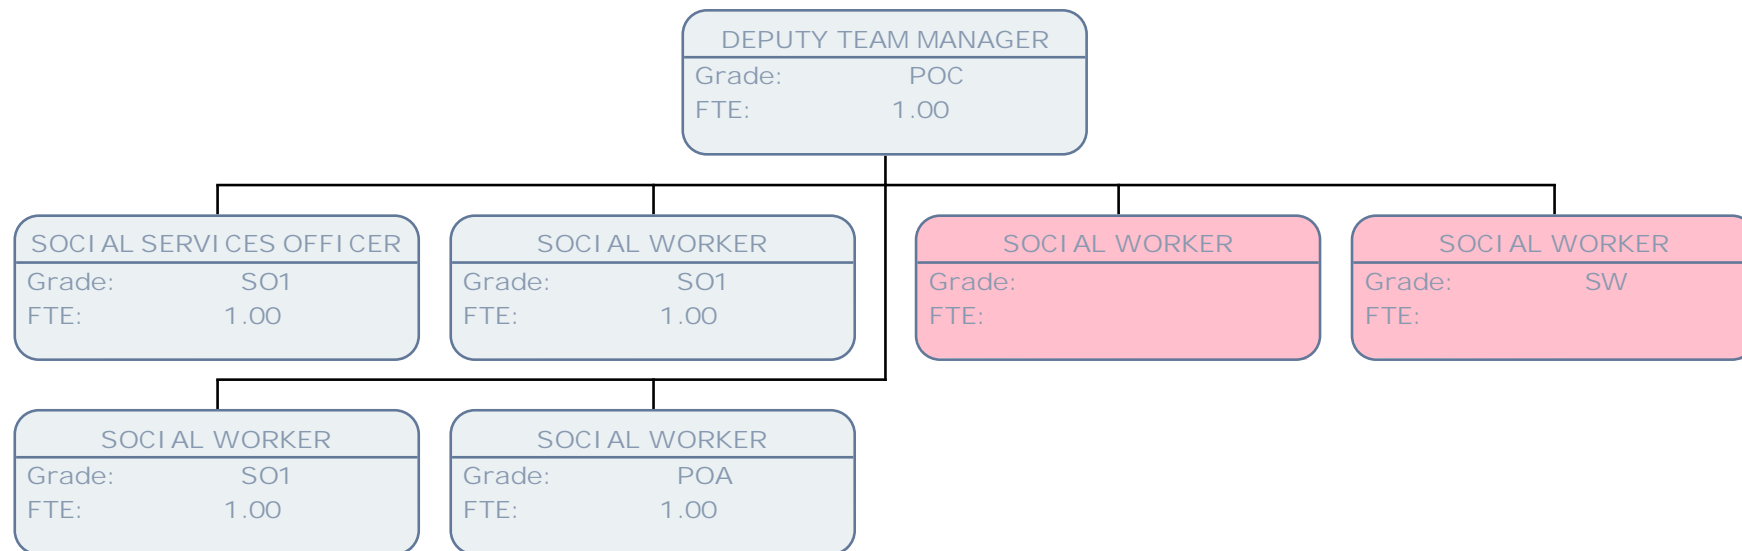 DEPUTY TEAM MANAGER
Grade: POC
FTE: 1.00
SOCIAL SERVICES OFFICER
Grade: SO1
FTE: 1.00
SOCIAL WORKER
Grade: SO1
FTE: 1.00
SOCIAL WORKER
Grade:
FTE:
SOCIAL WORKER
Grade: SW
FTE:
SOCIAL WORKER
Grade: SO1
FTE: 1.00
SOCIAL WORKER
Grade: POA
FTE: 1.00